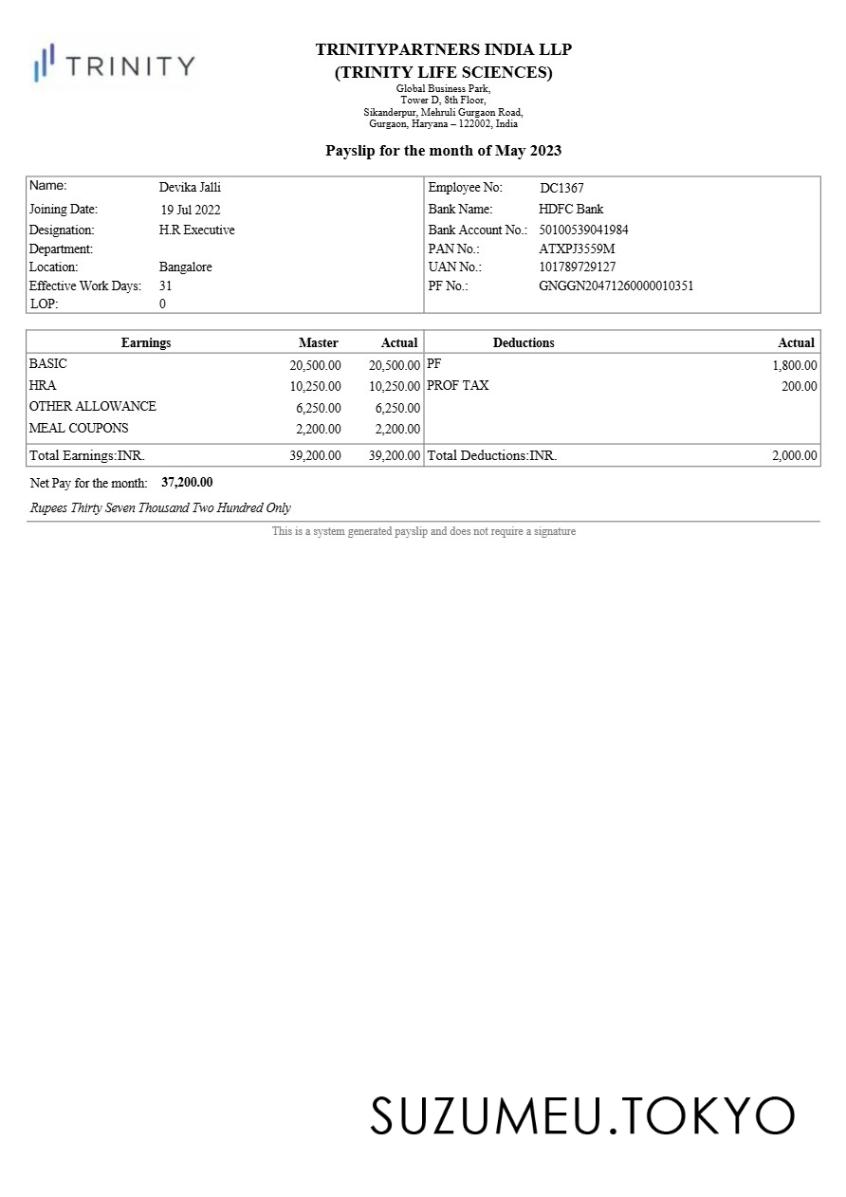 TRINITY
TRINITYPARTNERS INDIA LLP
(TRINITY LIFE SCIENCES)
Global Business Park,
Tower D, 8th Floor,
Sikanderpur, Mehruli Gurgaon Road,
Gurgaon, Haryana – 122002, India
Payslip for the month of May 2023
Name: Devika Jalli Employee No: DC1367
Joining Date: 19 Jul 2022 Bank Name: HDFC Bank
Designation: H.R Executive Bank Account No.: 50100539041984
Department: PAN No.: ATXPJ3559M
Location: Bangalore UAN No.: 101789729127
Effective Work Days: 31 PF No.: GNGGN20471260000010351
LOP: 0
Earnings Master Actual Deductions Actual
BASIC 20,500.00 20,500.00 PF 1,800.00
HRA 10,250.00 10,250.00 PROF TAX 200.00
OTHER ALLOWANCE 6,250.00 6,250.00
MEAL COUPONS 2,200.00 2,200.00
Total Earnings:INR. 39,200.00 39,200.00 Total Deductions:INR. 2,000.00
Net Pay for the month: 37,200.00
Rupees Thirty Seven Thousand Two Hundred Only
This is a system generated payslip and does not require a signature
SUZUMEU.TOKYO